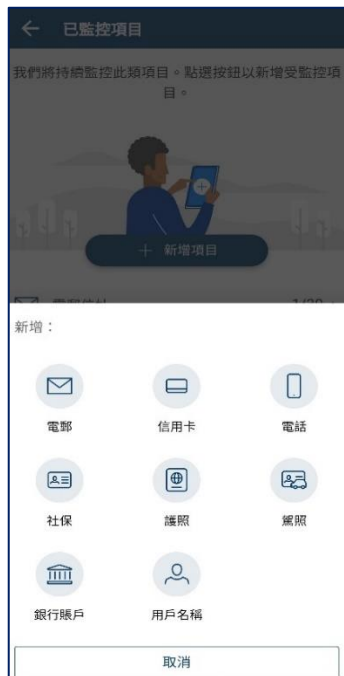 已監控項目
我們將持續監控此類項目。點選按鈕以新增受監控項
目。
+ 新增項目
1/20
新增：
電郵
信用卡
電話
社保
護照
駕照
銀行賬戶
用戶名稱
取消